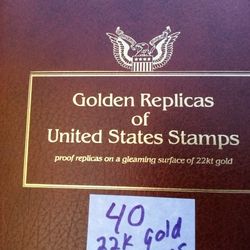 Golden Replicas
of
United States Stamps
proof replicas on a gleaming surface of 22kt gold
40
22K gold